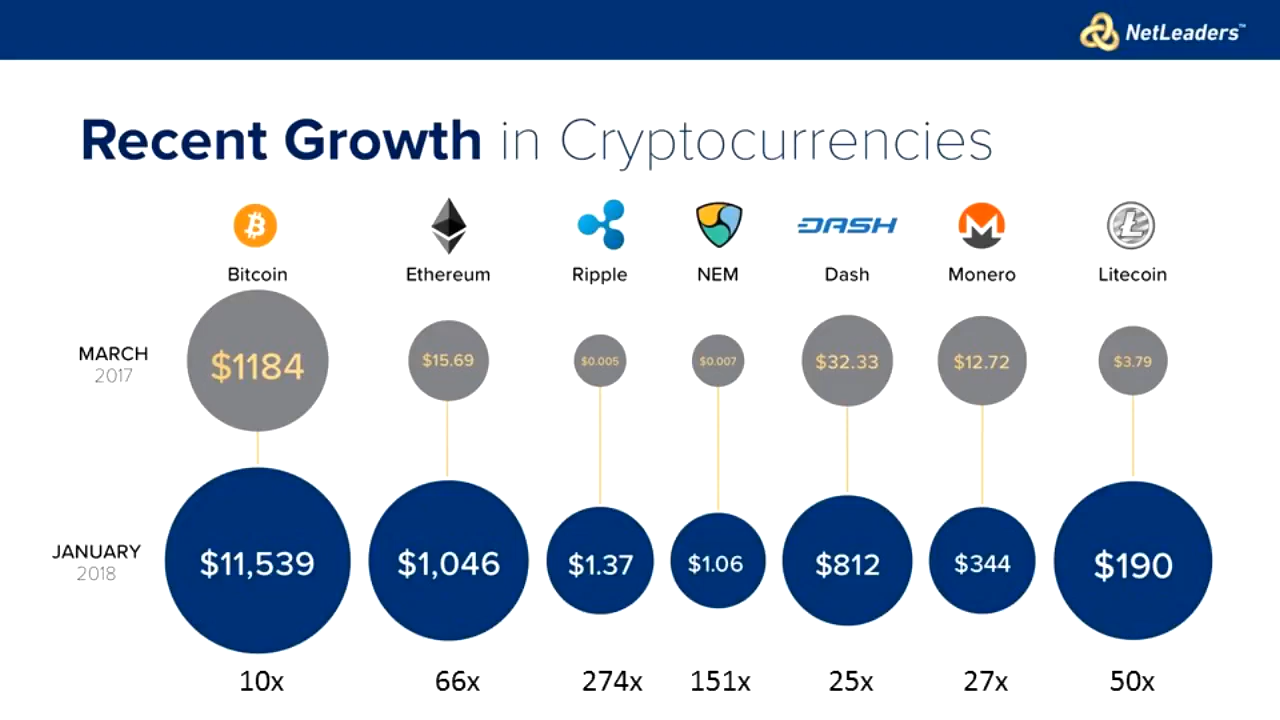 NetLeaders™
Recent Growth in Cryptocurrencies
DASH
Bitcoin Ethereum Ripple NEM Dash Monero Litecoin
MARCH
2017
$1184 $15.69 $0.005 $0.007 $32.33 $12.72 $3.79
JANUARY
2018
$11,539 $1,046 $1.37 $1.06 $812 $344 $190
10x 66x 274x 151x 25x 27x 50x